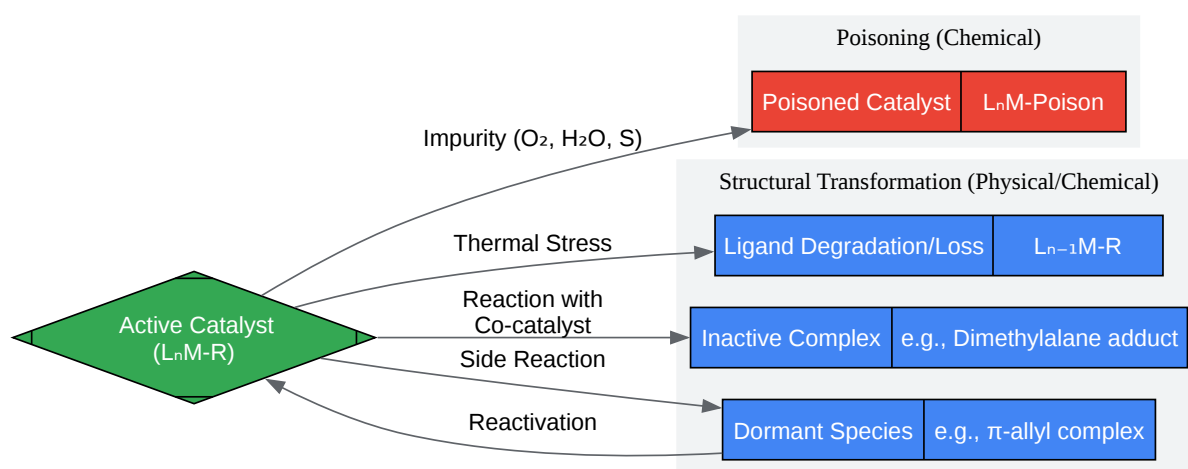 Poisoning (Chemical)
Poisoned Catalyst LₙM-Poison
Impurity (O₂, H₂O, S)
Structural Transformation (Physical/Chemical)
Thermal Stress
Ligand Degradation/Loss Lₙ₋₁M-R
Active Catalyst
(LₙM-R)
Reaction with
Co-catalyst
Inactive Complex e.g., Dimethylalane adduct
Side Reaction
Reactivation
Dormant Species e.g., π-allyl complex